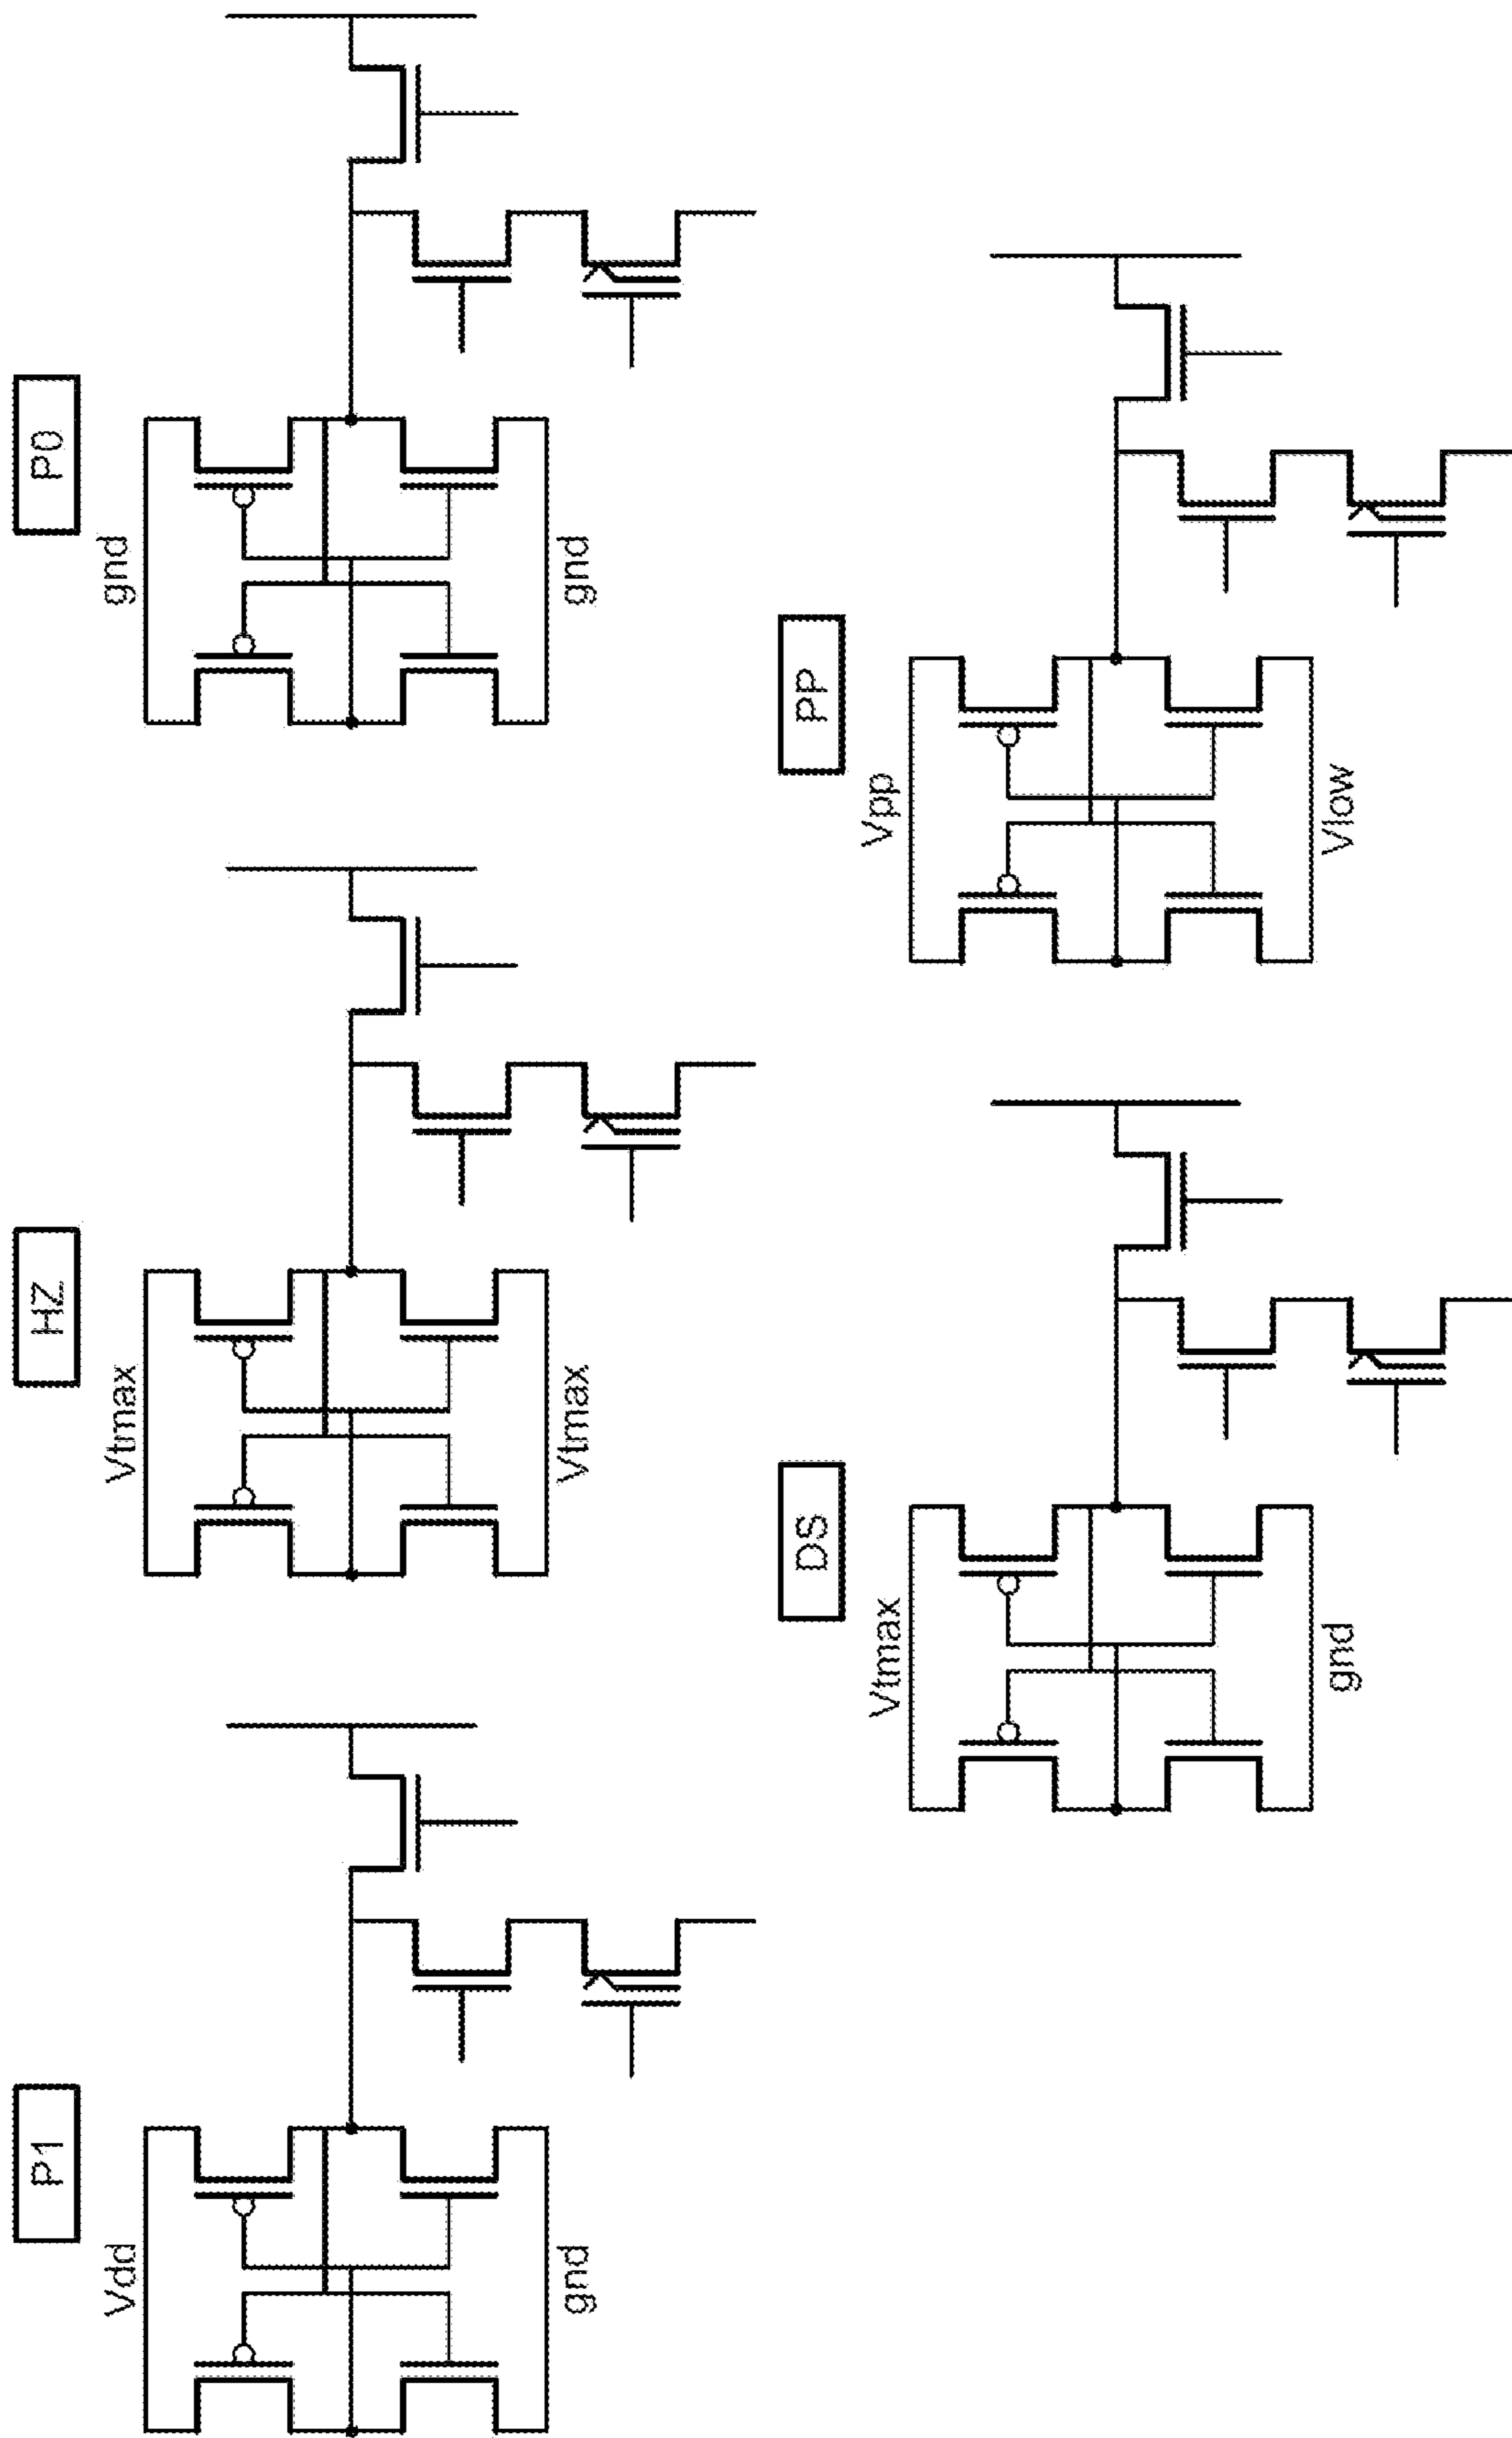 P1
Vdd
gnd
HZ
Vtmax
Vtmax
P0
gnd
gnd
DS
Vtmax
gnd
PP
Vpp
Vlow